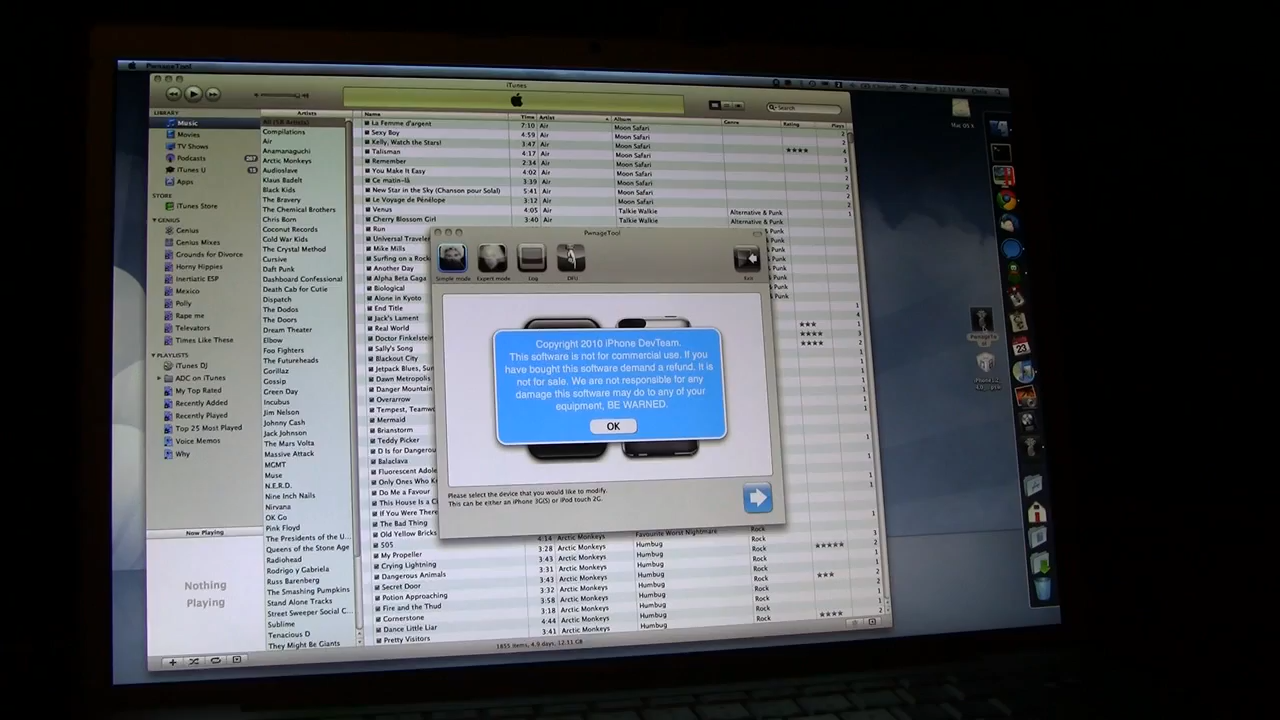 PwnageTool
iTunes
Search
LIBRARY
Music
Movies
TV Shows
Podcasts
iTunes U
Apps
STORE
iTunes Store
GENIUS
Genius
Genius Mixes
Grounds for Divorce
Horny Hippies
Inertiatic ESP
Mexico
Polly
Rape me
Televators
Times Like These
PLAYLISTS
iTunes DJ
ADC on iTunes
My Top Rated
Recently Added
Recently Played
Top 25 Most Played
Voice Memos
Why
Now Playing
Nothing
Playing
Artists
Compilations
Air
Anamanaguchi
Arctic Monkeys
Audioslave
Klaus Badelt
Black Kids
The Bravery
The Chemical Brothers
Chris Born
Coconut Records
Cold War Kids
The Crystal Method
Cursive
Daft Punk
Dashboard Confessional
Death Cab for Cutie
Dispatch
The Dodos
The Doors
Dream Theater
Elbow
Foo Fighters
The Futureheads
Gorillaz
Gossip
Green Day
Incubus
Jim Nelson
Johnny Cash
Jack Johnson
The Mars Volta
Massive Attack
MGMT
Muse
N.E.R.D.
Nine Inch Nails
Nirvana
OK Go
Pink Floyd
The Presidents of the U...
Queens of the Stone Age
Radiohead
Rodrigo y Gabriela
Russ Barenberg
The Smashing Pumpkins
Stand Alone Tracks
Street Sweeper Social C...
Sublime
Tenacious D
They Might Be Giants
Name Time Artist Album Genre Rating Plays
La Femme d'argent 7:10 Air Moon Safari
Sexy Boy 4:59 Air Moon Safari
Kelly, Watch the Stars! 3:47 Air Moon Safari
Talisman 4:17 Air Moon Safari
Remember 2:34 Air Moon Safari
You Make It Easy 4:02 Air Moon Safari
Ce matin-là 3:39 Air Moon Safari
New Star in the Sky (Chanson pour Solal) 5:41 Air Moon Safari
Le Voyage de Pénélope 3:12 Air Moon Safari
Venus 4:05 Air Talkie Walkie Alternative & Punk
Cherry Blossom Girl 3:40 Air Talkie Walkie Alternative & Punk
Run
Universal Traveler
Mike Mills
Surfing on a Rock
Another Day
Alpha Beta Gaga
Biological
Alone in Kyoto
End Title
Jack's Lament
Real World
Doctor Finkelstein
Sally's Song
Blackout City
Jetpack Blues, Sun
Dawn Metropolis
Danger Mountain
Overarrow
Tempest, Teamw
Mermaid
Brianstorm
Teddy Picker
D Is for Dangerous
Balaclava
Fluorescent Adole
Only Ones Who K
Do Me a Favour
This House Is a C
If You Were There
The Bad Thing
Old Yellow Bricks
505 4:14 Arctic Monkeys Favourite Worst Nightmare Rock
My Propeller 3:28 Arctic Monkeys Humbug Rock
Crying Lightning 3:43 Arctic Monkeys Humbug Rock
Dangerous Animals 3:31 Arctic Monkeys Humbug Rock
Secret Door 3:43 Arctic Monkeys Humbug Rock
Potion Approaching 3:32 Arctic Monkeys Humbug Rock
Fire and the Thud 3:58 Arctic Monkeys Humbug Rock
Cornerstone 3:18 Arctic Monkeys Humbug Rock
Dance Little Liar 4:44 Arctic Monkeys Humbug Rock
Pretty Visitors 3:41 Arctic Monkeys Humbug Rock
1655 items, 4.9 days, 12.11 GB
PwnageTool
Simple mode
Expert mode
Log
DFU
Exit
Copyright 2010 iPhone DevTeam.
This software is not for commercial use. If you
have bought this software demand a refund. It is
not for sale. We are not responsible for any
damage this software may do to any of your
equipment, BE WARNED.
OK
Please select the device that you would like to modify.
This can be either an iPhone 3G(S) or iPod touch 2G.
Mac OS X
23